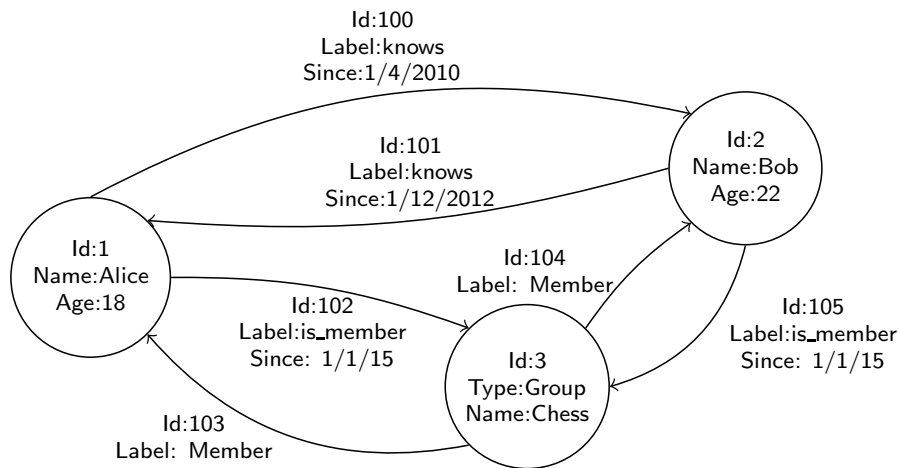 Id:100
Label:knows
Since:1/4/2010
Id:101
Label:knows
Since:1/12/2012
Id:2
Name:Bob
Age:22
Id:1
Name:Alice
Age:18
Id:104
Label: Member
Id:102
Label:is_member
Since: 1/1/15
Id:105
Label:is_member
Since: 1/1/15
Id:3
Type:Group
Name:Chess
Id:103
Label: Member